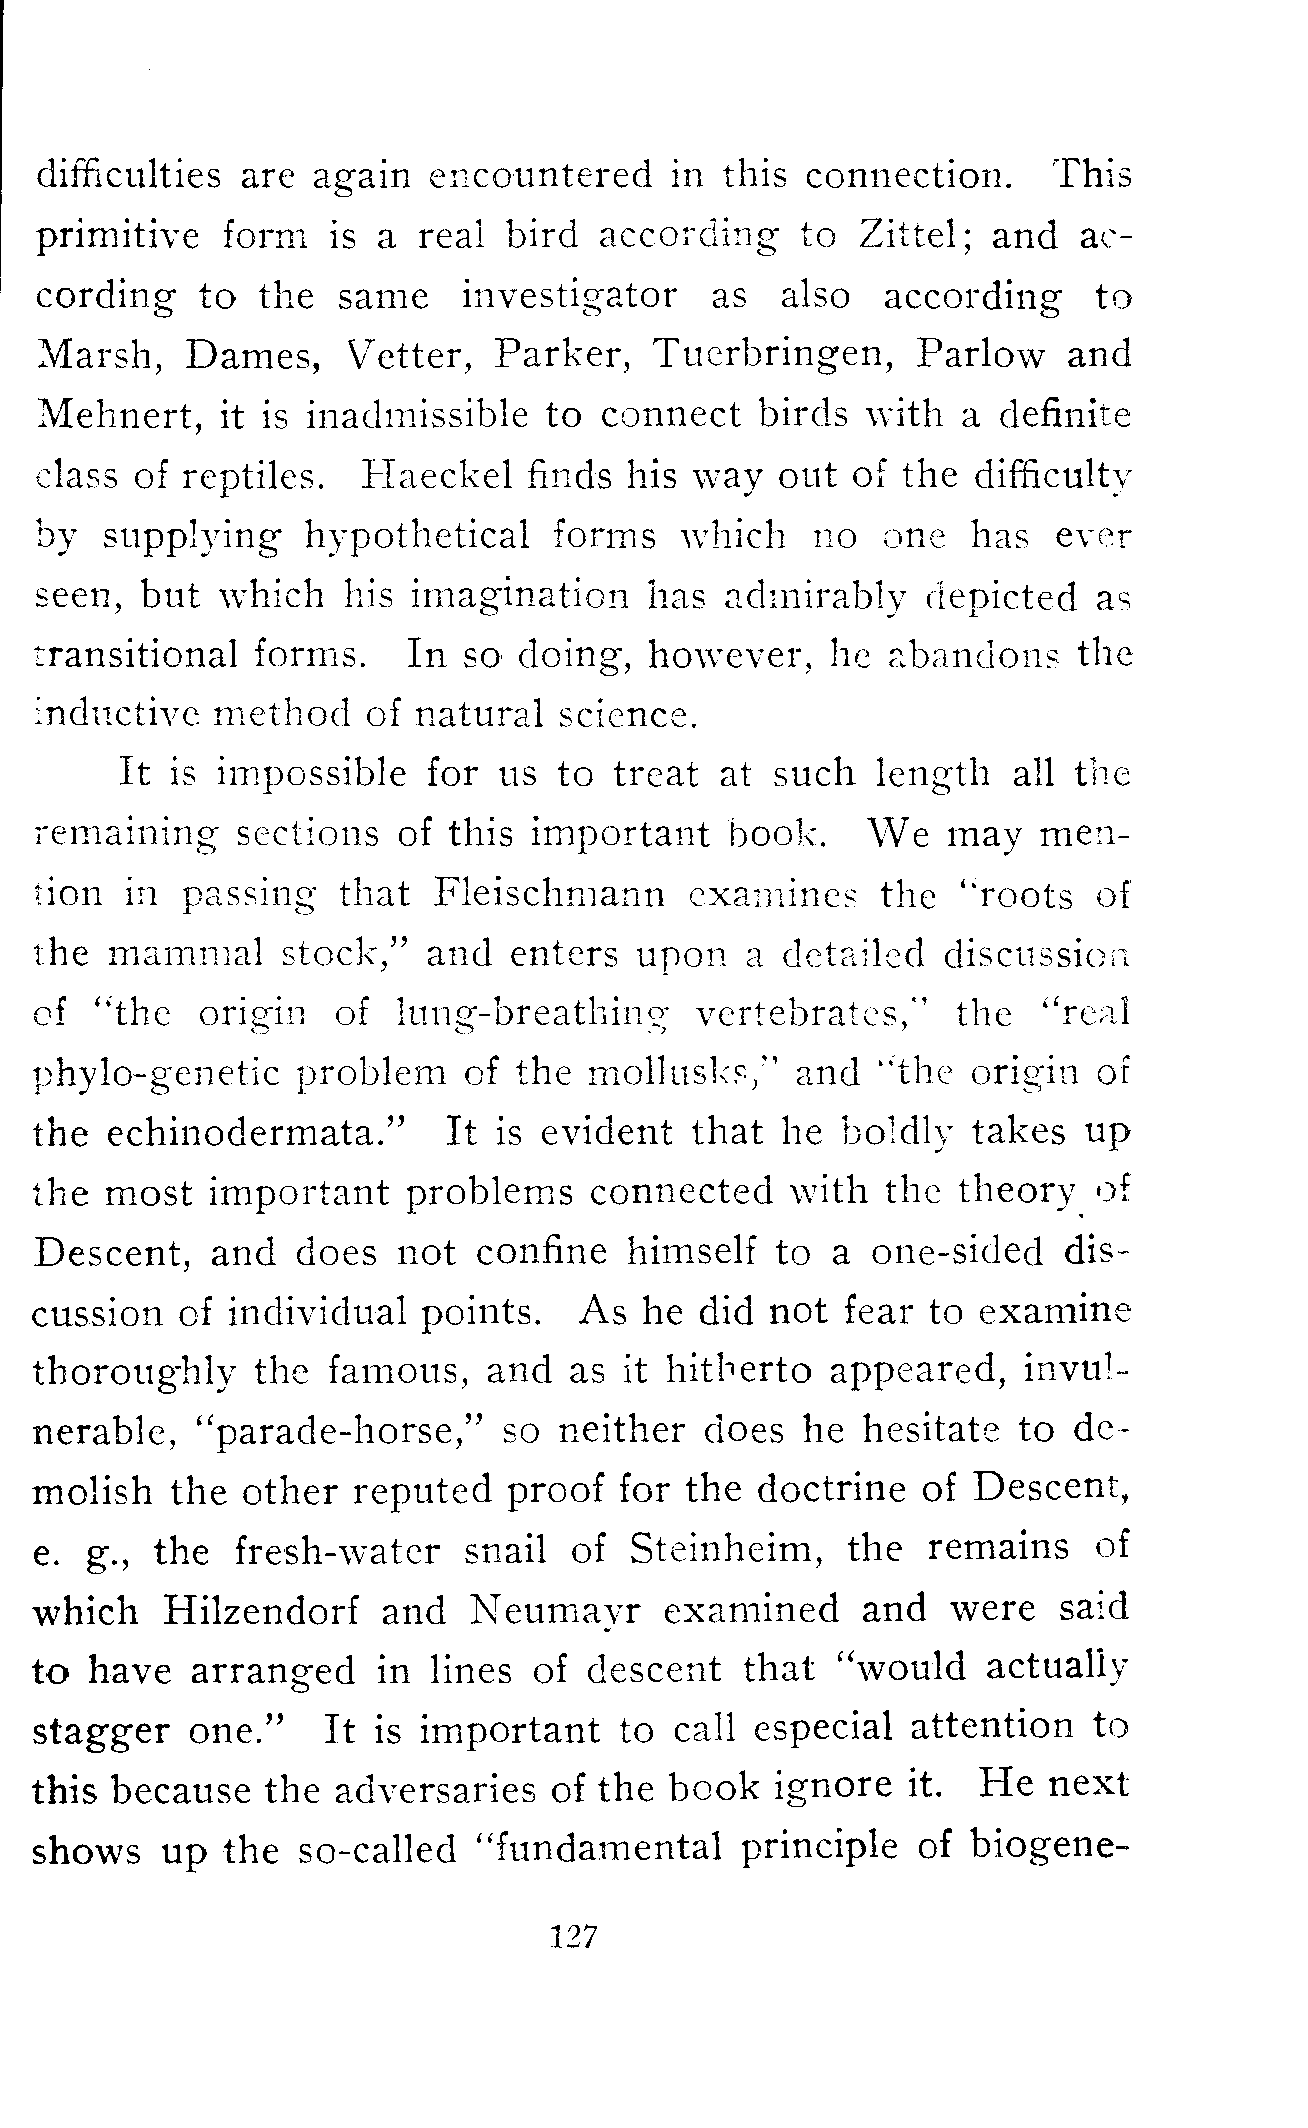 difficulties are again encountered in this connection. This
primitive form is a real bird according to Zittel; and ac-
cording to the same investigator as also according to
Marsh, Dames, Vetter, Parker, Tuerbringen, Parlow and
Mehnert, it is inadmissible to connect birds with a definite
class of reptiles. Haeckel finds his way out of the difficulty
by supplying hypothetical forms which no one has ever
seen, but which his imagination has admirably depicted as
transitional forms. In so doing, however, he abandons the
inductive method of natural science.
It is impossible for us to treat at such length all the
remaining sections of this important book. We may men-
tion in passing that Fleischmann examines the "roots of
the mammal stock," and enters upon a detailed discussion
of "the origin of lung-breathing vertebrates," the "real
phylo-genetic problem of the mollusks," and "the origin of
the echinodermata." It is evident that he boldly takes up
the most important problems connected with the theory of
Descent, and does not confine himself to a one-sided dis-
cussion of individual points. As he did not fear to examine
thoroughly the famous, and as it hitherto appeared, invul-
nerable, "parade-horse," so neither does he hesitate to de-
molish the other reputed proof for the doctrine of Descent,
e. g., the fresh-water snail of Steinheim, the remains of
which Hilzendorf and Neumayr examined and were said
to have arranged in lines of descent that "would actually
stagger one." It is important to call especial attention to
this because the adversaries of the book ignore it. He next
shows up the so-called "fundamental principle of biogene-
127